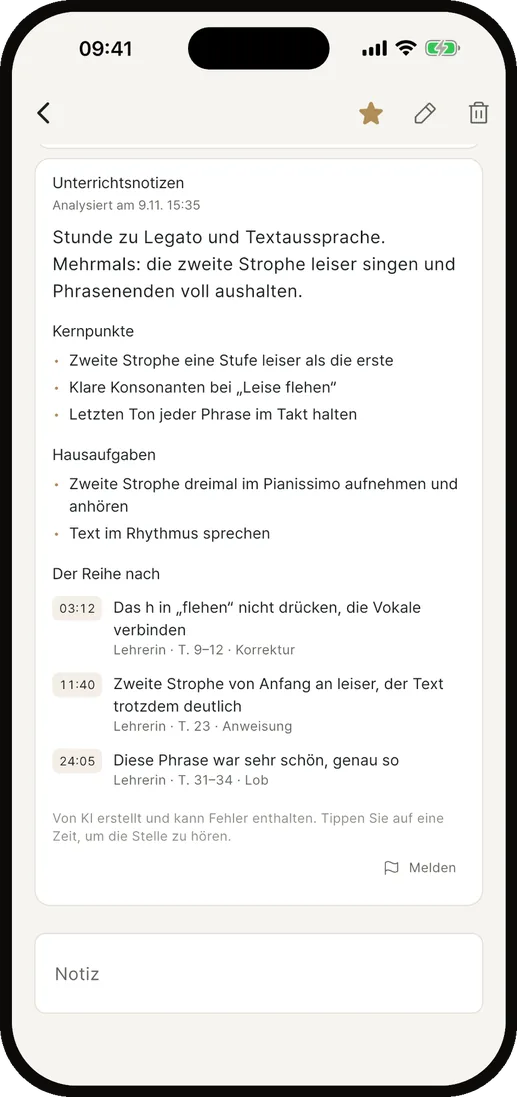 09:41
Unterrichtsnotizen
Analysiert am 9.11. 15:35
Stunde zu Legato und Textaussprache.
Mehrmals: die zweite Strophe leiser singen und
Phrasenenden voll aushalten.
Kernpunkte
• Zweite Strophe eine Stufe leiser als die erste
• Klare Konsonanten bei „Leise flehen“
• Letzten Ton jeder Phrase im Takt halten
Hausaufgaben
• Zweite Strophe dreimal im Pianissimo aufnehmen und
anhören
• Text im Rhythmus sprechen
Der Reihe nach
03:12 Das h in „flehen“ nicht drücken, die Vokale
verbinden
Lehrerin · T. 9–12 · Korrektur
11:40 Zweite Strophe von Anfang an leiser, der Text
trotzdem deutlich
Lehrerin · T. 23 · Anweisung
24:05 Diese Phrase war sehr schön, genau so
Lehrerin · T. 31–34 · Lob
Von KI erstellt und kann Fehler enthalten. Tippen Sie auf eine
Zeit, um die Stelle zu hören.
Melden
Notiz